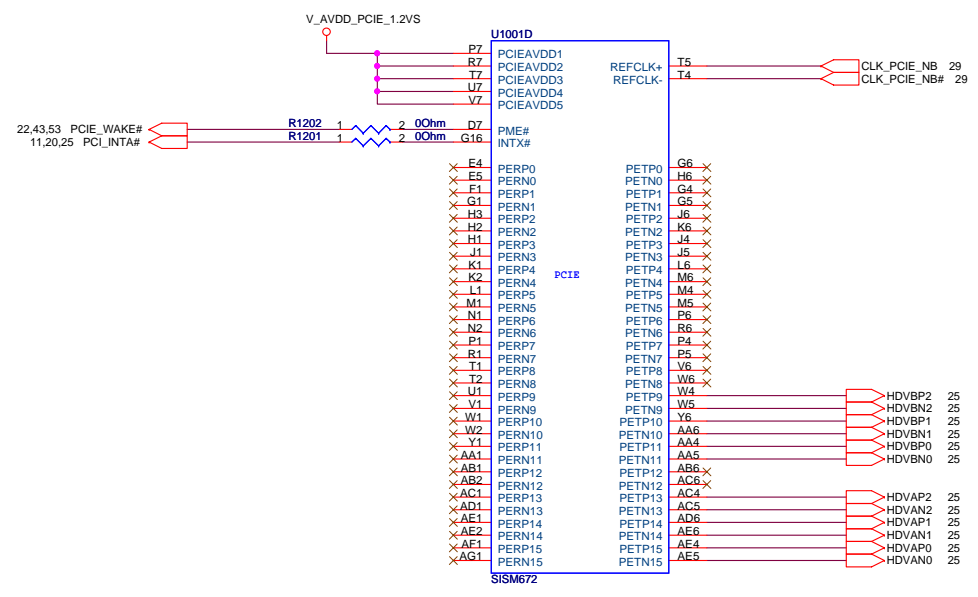 V_AVDD_PCIE_1.2VS
U1001D
P7 PCIEAVDD1
R7 PCIEAVDD2 REFCLK+ T5 CLK_PCIE_NB 29
T7 PCIEAVDD3 REFCLK- T4 CLK_PCIE_NB# 29
U7 PCIEAVDD4
V7 PCIEAVDD5
22,43,53 PCIE_WAKE# R1202 1 2 0Ohm D7 PME#
11,20,25 PCI_INTA# R1201 1 2 0Ohm G16 INTX#
E4 PERP0 PETP0 G6
E5 PERN0 PETN0 H6
F1 PERP1 PETP1 G4
G1 PERN1 PETN1 G5
H3 PERP2 PETP2 J6
H2 PERN2 PETN2 K6
H1 PERP3 PETP3 J4
J1 PERN3 PETN3 J5
K1 PERP4 PETP4 L6
K2 PERN4 PETN4 M6
PCIE
L1 PERP5 PETP5 M4
M1 PERN5 PETN5 M5
N1 PERP6 PETP6 P6
N2 PERN6 PETN6 R6
P1 PERP7 PETP7 P4
R1 PERN7 PETN7 P5
T1 PERP8 PETP8 V6
T2 PERN8 PETN8 W6
U1 PERP9 PETP9 W4 HDVBP2 25
V1 PERN9 PETN9 W5 HDVBN2 25
W1 PERP10 PETP10 Y6 HDVBP1 25
W2 PERN10 PETN10 AA6 HDVBN1 25
Y1 PERP11 PETP11 AA4 HDVBP0 25
AA1 PERN11 PETN11 AA5 HDVBN0 25
AB1 PERP12 PETP12 AB6
AB2 PERN12 PETN12 AC6
AC1 PERP13 PETP13 AC4 HDVAP2 25
AD1 PERN13 PETN13 AC5 HDVAN2 25
AE1 PERP14 PETP14 AD6 HDVAP1 25
AE2 PERN14 PETN14 AE6 HDVAN1 25
AF1 PERP15 PETP15 AE4 HDVAP0 25
AG1 PERN15 PETN15 AE5 HDVAN0 25
SISM672